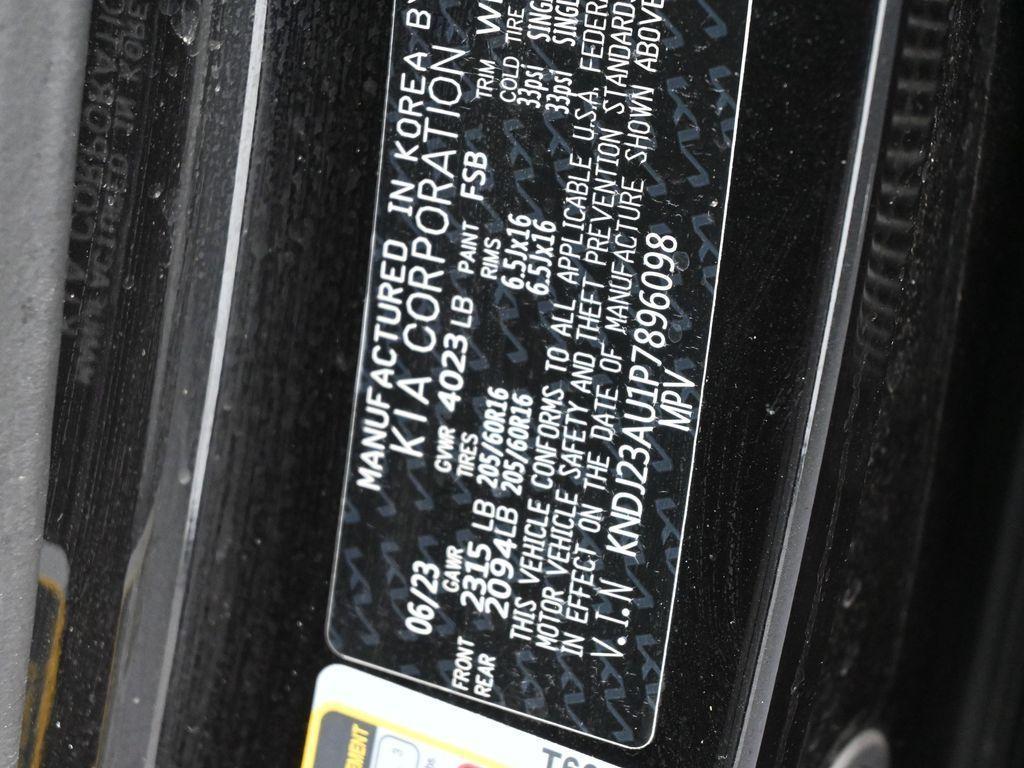 MANUFACTURED IN KOREA BY
KIA CORPORATION
06/23 GVWR 4023 LB PAINT FSB TRIM
GAWR TIRES RIMS COLD TIRE
FRONT 2315 LB 205/60R16 6.5Jx16 33psi
REAR 2094LB 205/60R16 6.5Jx16 33psi
THIS VEHICLE CONFORMS TO ALL APPLICABLE U.S.A. FEDERA
MOTOR VEHICLE SAFETY AND THEFT PREVENTION STANDARDS
IN EFFECT ON THE DATE OF MANUFACTURE SHOWN ABOVE
V.I.N KNDJ23AU1P7896098
MPV